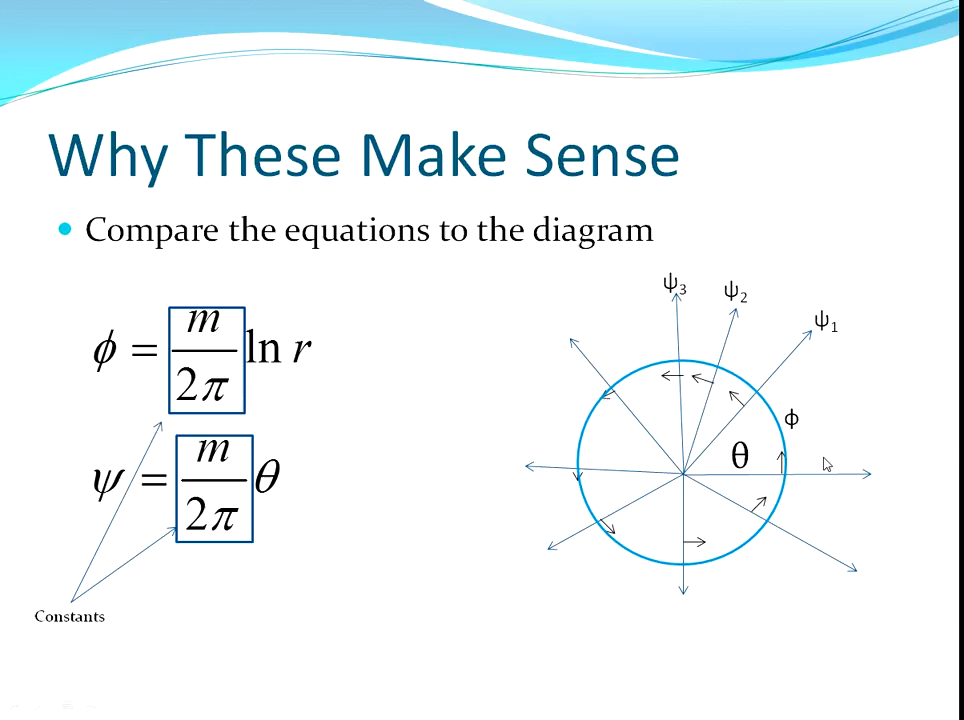 Why These Make Sense
Compare the equations to the diagram
ϕ = m/2π ln r
ψ = m/2π θ
Constants
ψ3
ψ2
ψ1
ϕ
θ